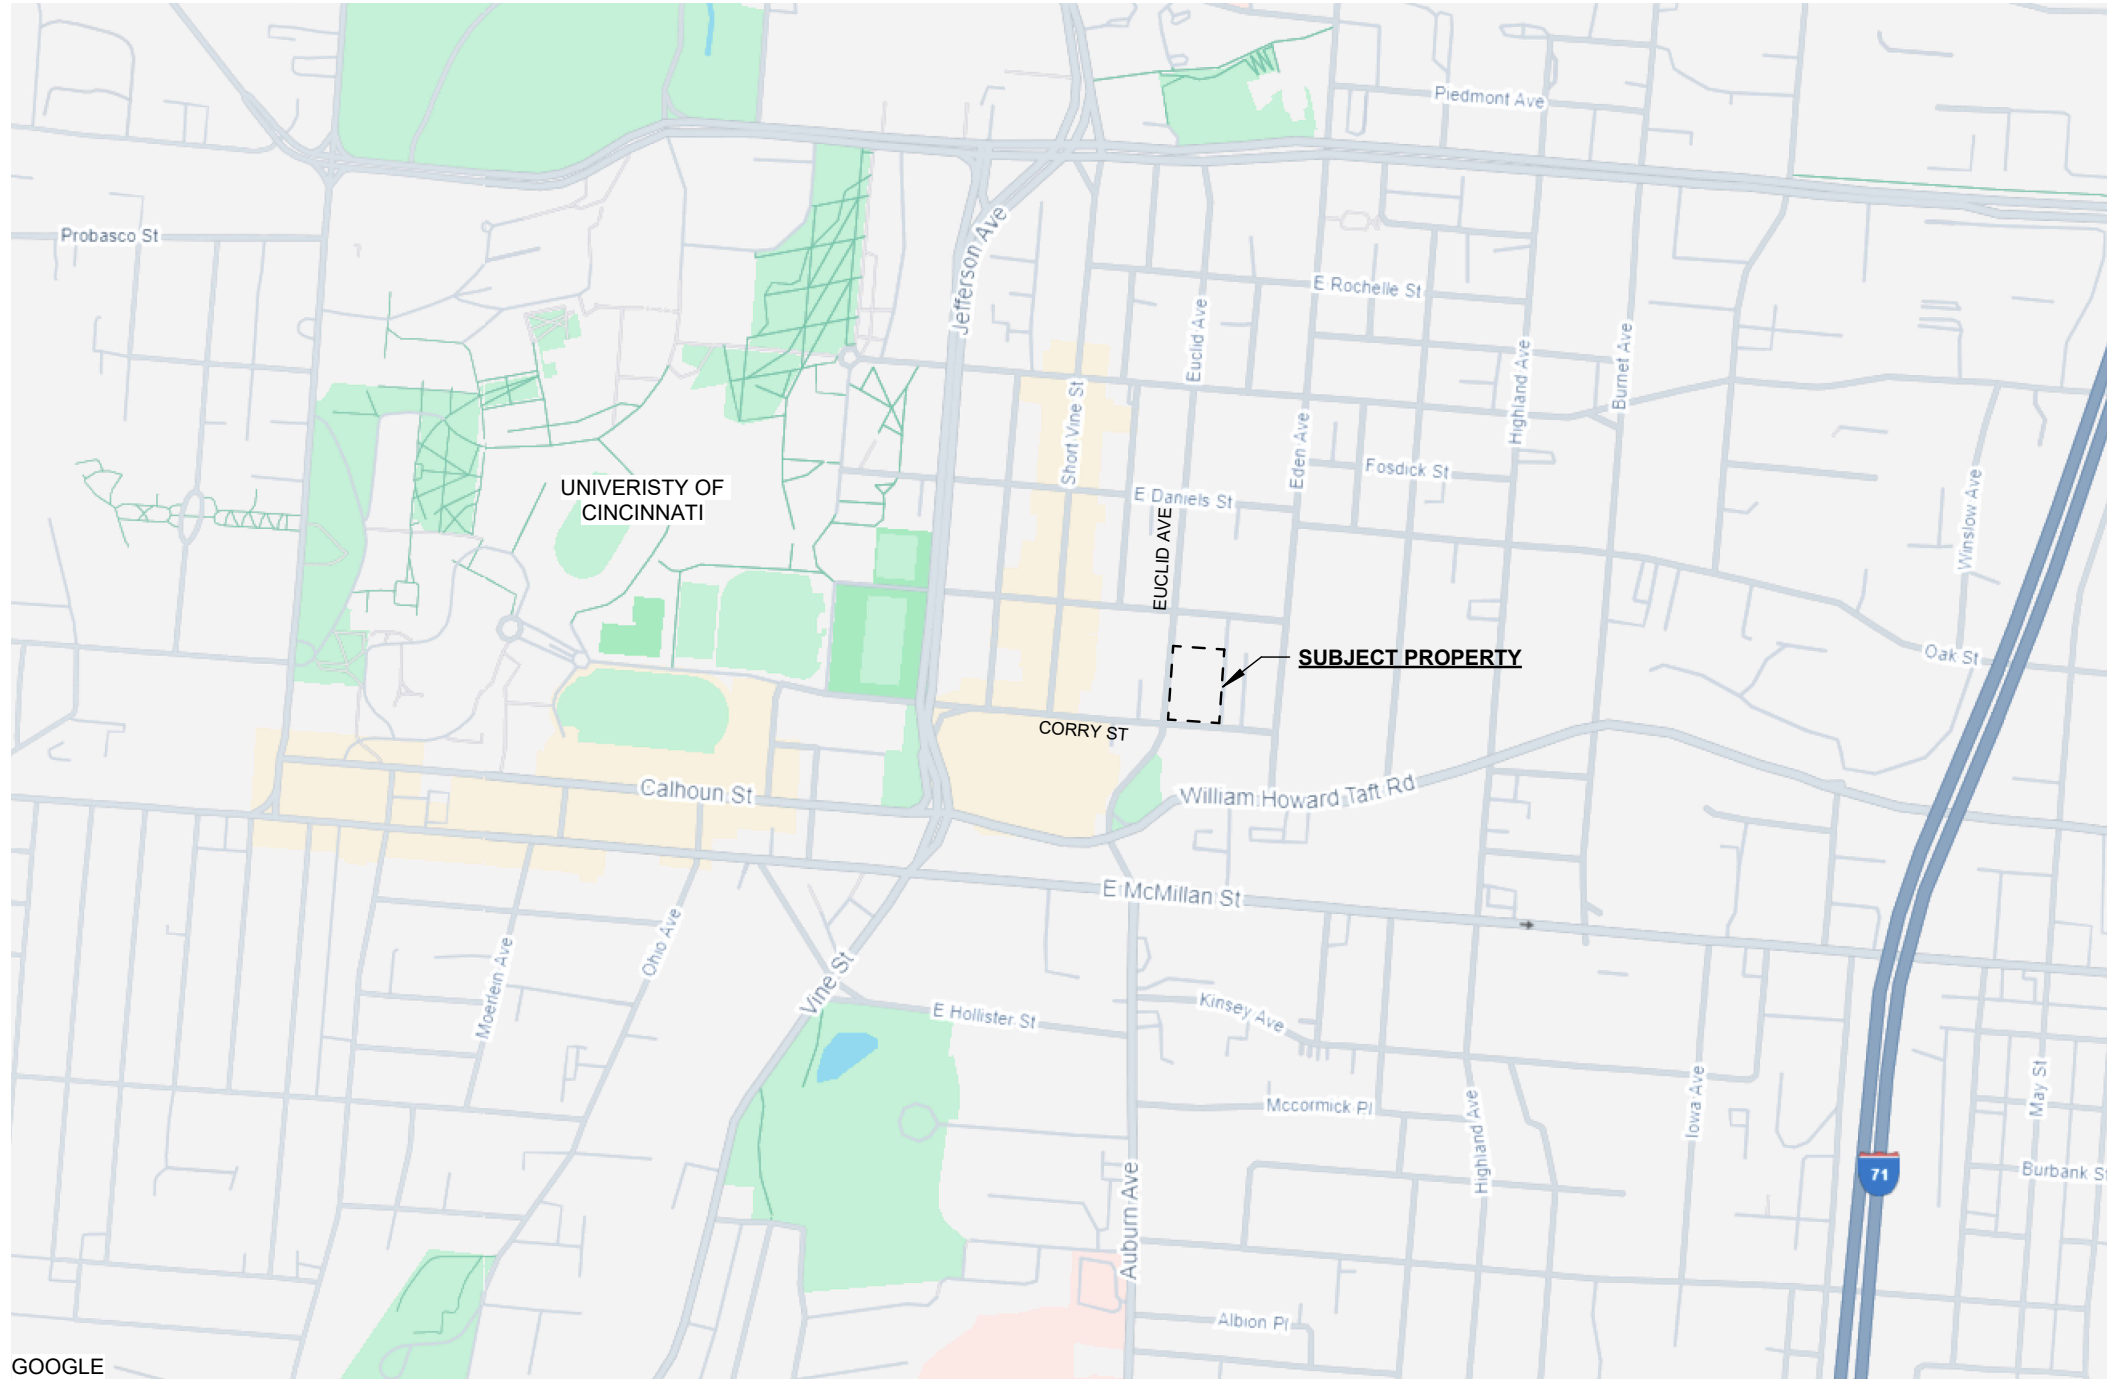 Piedmont Ave
Probasco St
Jefferson Ave
E Rochelle St
Euclid Ave
Burnet Ave
Highland Ave
Short Vine St
Eden Ave
Fosdick St
UNIVERISTY OF
CINCINNATI
E Daniels St
Winslow Ave
EUCLID AVE
SUBJECT PROPERTY
Oak St
CORRY ST
Calhoun St
William Howard Taft Rd
E McMillan St
Ohio Ave
Moerlein Ave
Vine St
E Hollister St
Kinsey Ave
Mccormick Pl
Highland Ave
Iowa Ave
May St
71
Burbank St
Auburn Ave
Albion Pl
GOOGLE